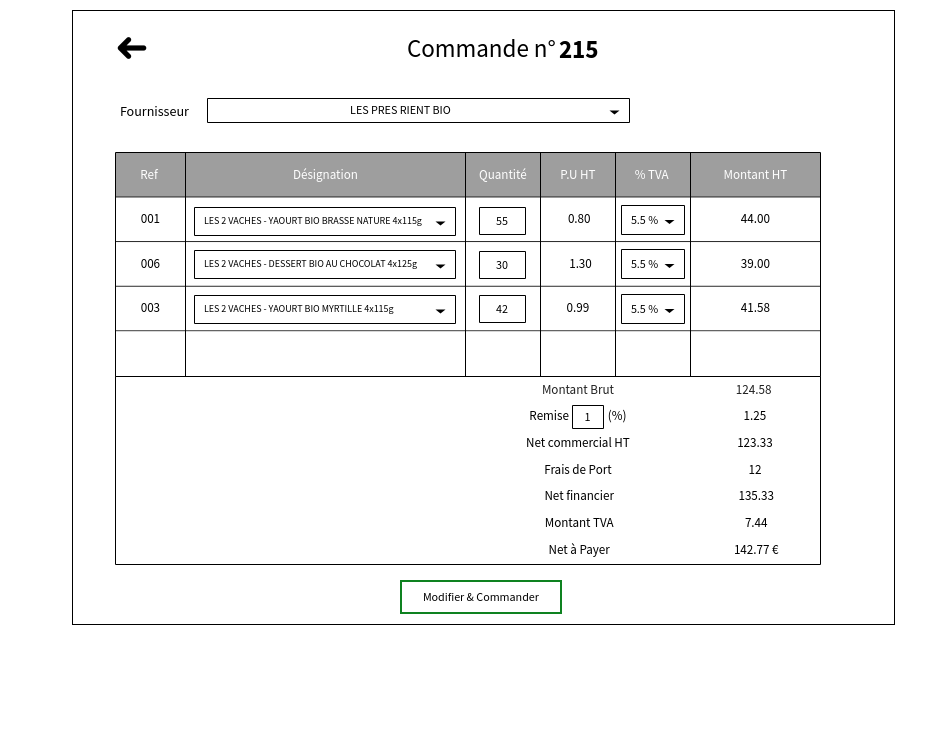 Commande n° 215
Fournisseur LES PRES RIENT BIO
Ref Désignation Quantité P.U HT % TVA Montant HT
001 LES 2 VACHES - YAOURT BIO BRASSE NATURE 4x115g 55 0.80 5.5 % 44.00
006 LES 2 VACHES - DESSERT BIO AU CHOCOLAT 4x125g 30 1.30 5.5 % 39.00
003 LES 2 VACHES - YAOURT BIO MYRTILLE 4x115g 42 0.99 5.5 % 41.58
Montant Brut 124.58
Remise 1 (%) 1.25
Net commercial HT 123.33
Frais de Port 12
Net financier 135.33
Montant TVA 7.44
Net à Payer 142.77 €
Modifier & Commander